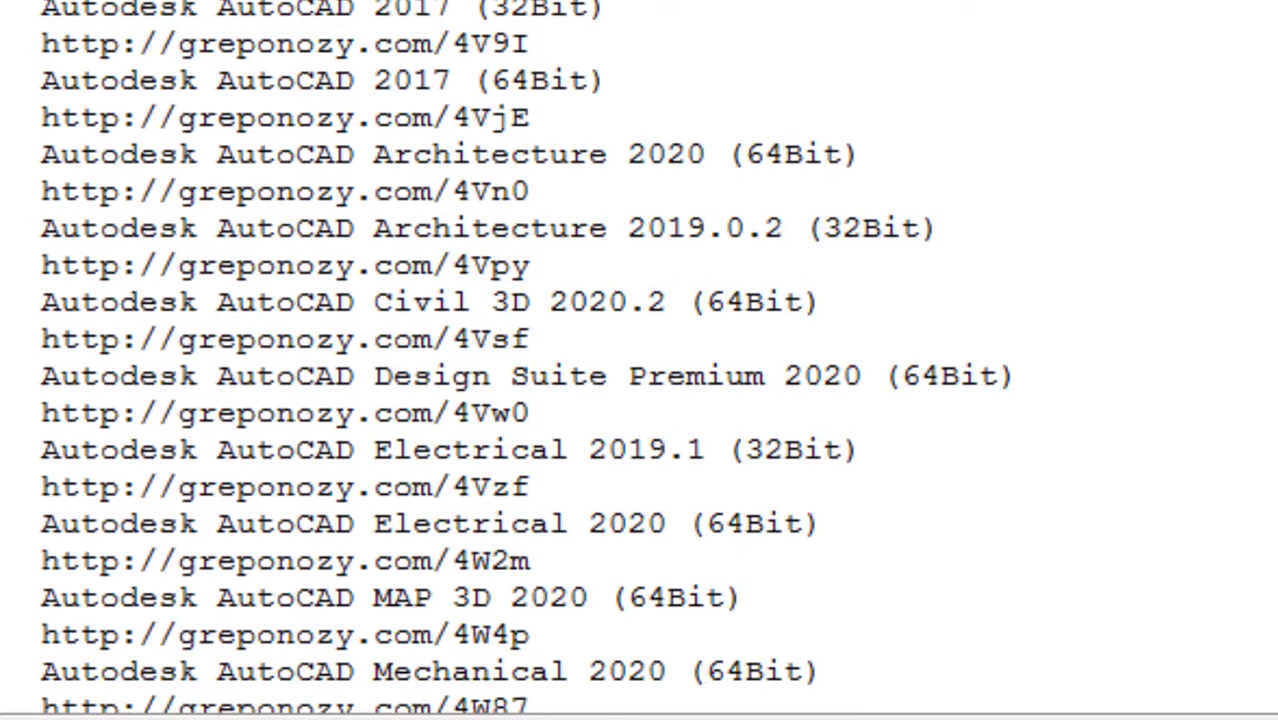 Autodesk AutoCAD 2017 (32Bit)
http://greponozy.com/4V9I
Autodesk AutoCAD 2017 (64Bit)
http://greponozy.com/4VjE
Autodesk AutoCAD Architecture 2020 (64Bit)
http://greponozy.com/4Vn0
Autodesk AutoCAD Architecture 2019.0.2 (32Bit)
http://greponozy.com/4Vpy
Autodesk AutoCAD Civil 3D 2020.2 (64Bit)
http://greponozy.com/4Vsf
Autodesk AutoCAD Design Suite Premium 2020 (64Bit)
http://greponozy.com/4Vw0
Autodesk AutoCAD Electrical 2019.1 (32Bit)
http://greponozy.com/4Vzf
Autodesk AutoCAD Electrical 2020 (64Bit)
http://greponozy.com/4W2m
Autodesk AutoCAD MAP 3D 2020 (64Bit)
http://greponozy.com/4W4p
Autodesk AutoCAD Mechanical 2020 (64Bit)
http://greponozy.com/4W87